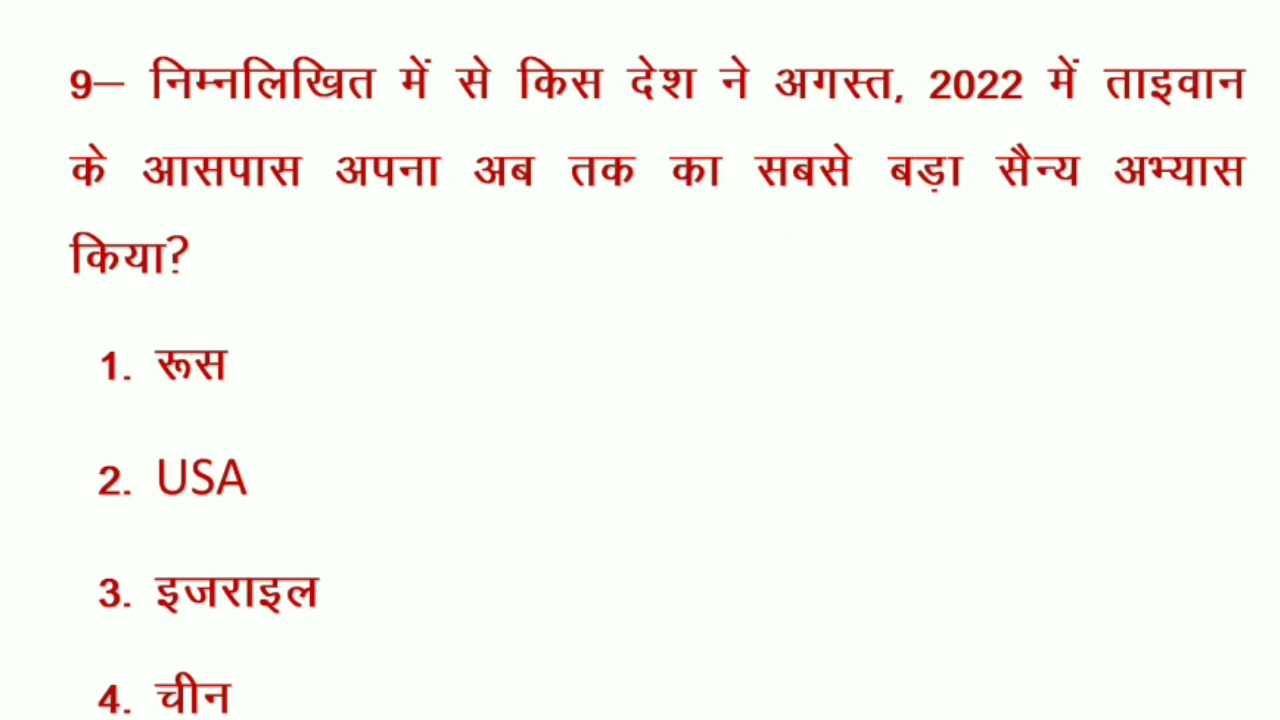 9– निम्नलिखित में से किस देश ने अगस्त, 2022 में ताइवान
के आसपास अपना अब तक का सबसे बड़ा सैन्य अभ्यास
किया?
1. रूस
2. USA
3. इजराइल
4. चीन